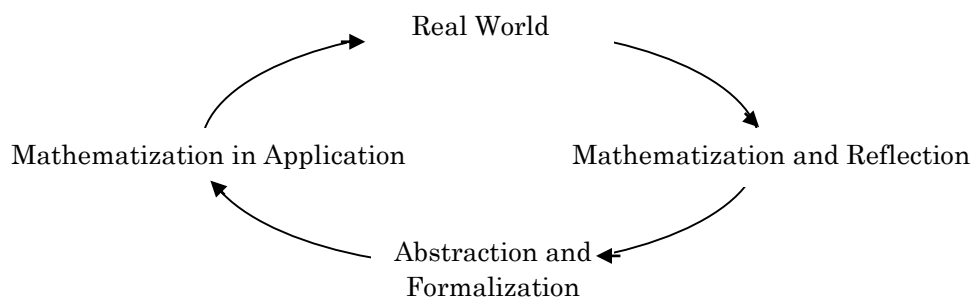 Real World
Mathematization in Application
Mathematization and Reflection
Abstraction and
Formalization